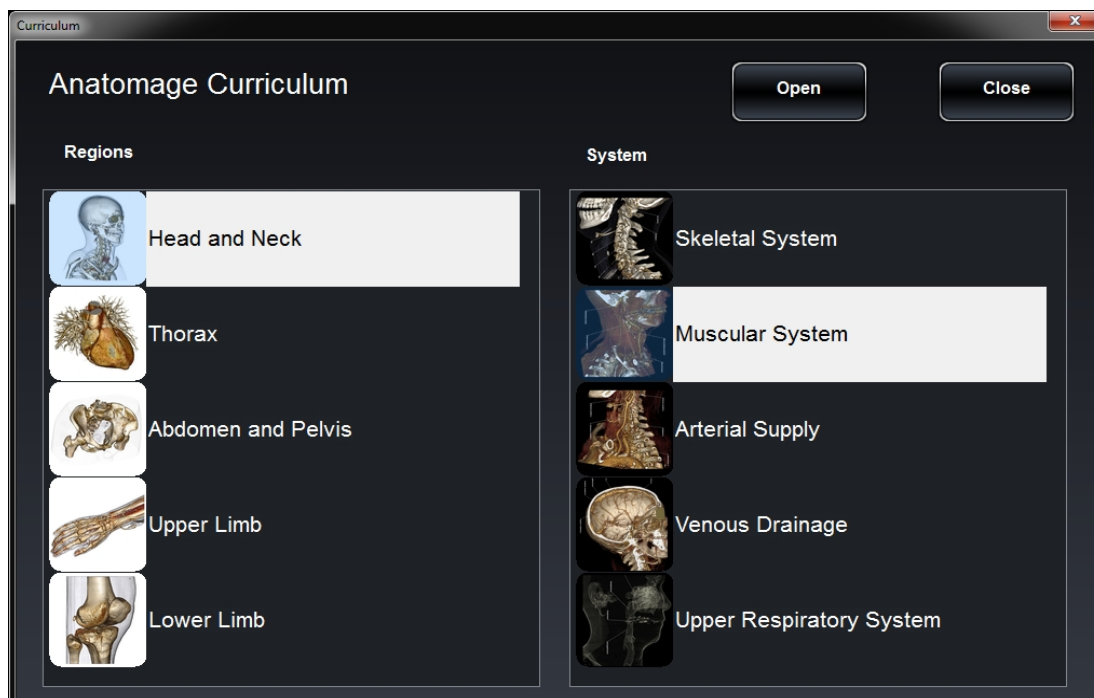 Curriculum
Anatomage Curriculum
Open
Close
Regions
System
Head and Neck
Thorax
Abdomen and Pelvis
Upper Limb
Lower Limb
Skeletal System
Muscular System
Arterial Supply
Venous Drainage
Upper Respiratory System